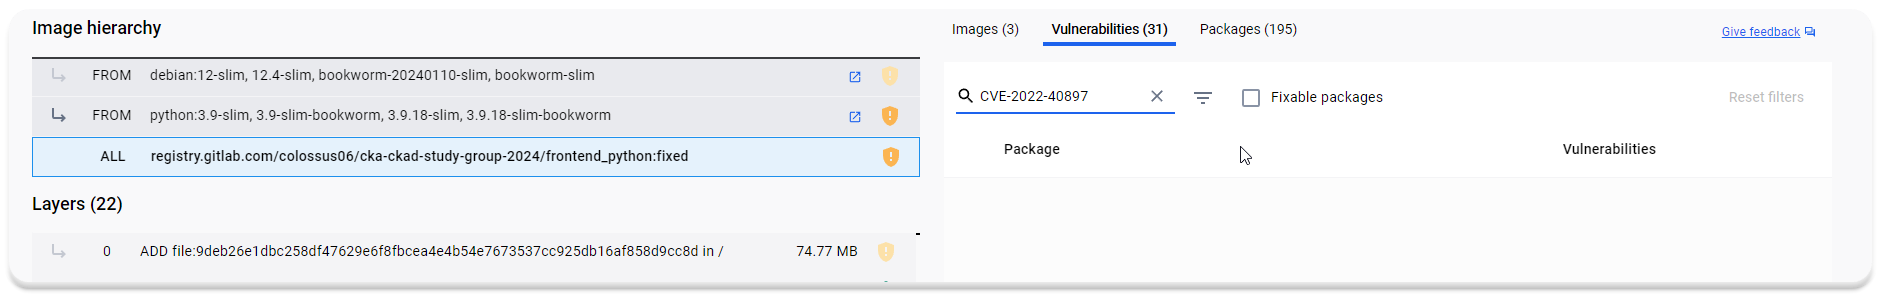 Image hierarchy
FROM debian:12-slim, 12.4-slim, bookworm-20240110-slim, bookworm-slim
FROM python:3.9-slim, 3.9-slim-bookworm, 3.9.18-slim, 3.9.18-slim-bookworm
ALL registry.gitlab.com/colossus06/cka-ckad-study-group-2024/frontend_python:fixed
Layers (22)
0 ADD file:9deb26e1dbc258df47629e6f8fbcea4e4b54e7673537cc925db16af858d9cc8d in / 74.77 MB
Images (3) Vulnerabilities (31) Packages (195)
Give feedback
CVE-2022-40897 Fixable packages Reset filters
Package Vulnerabilities